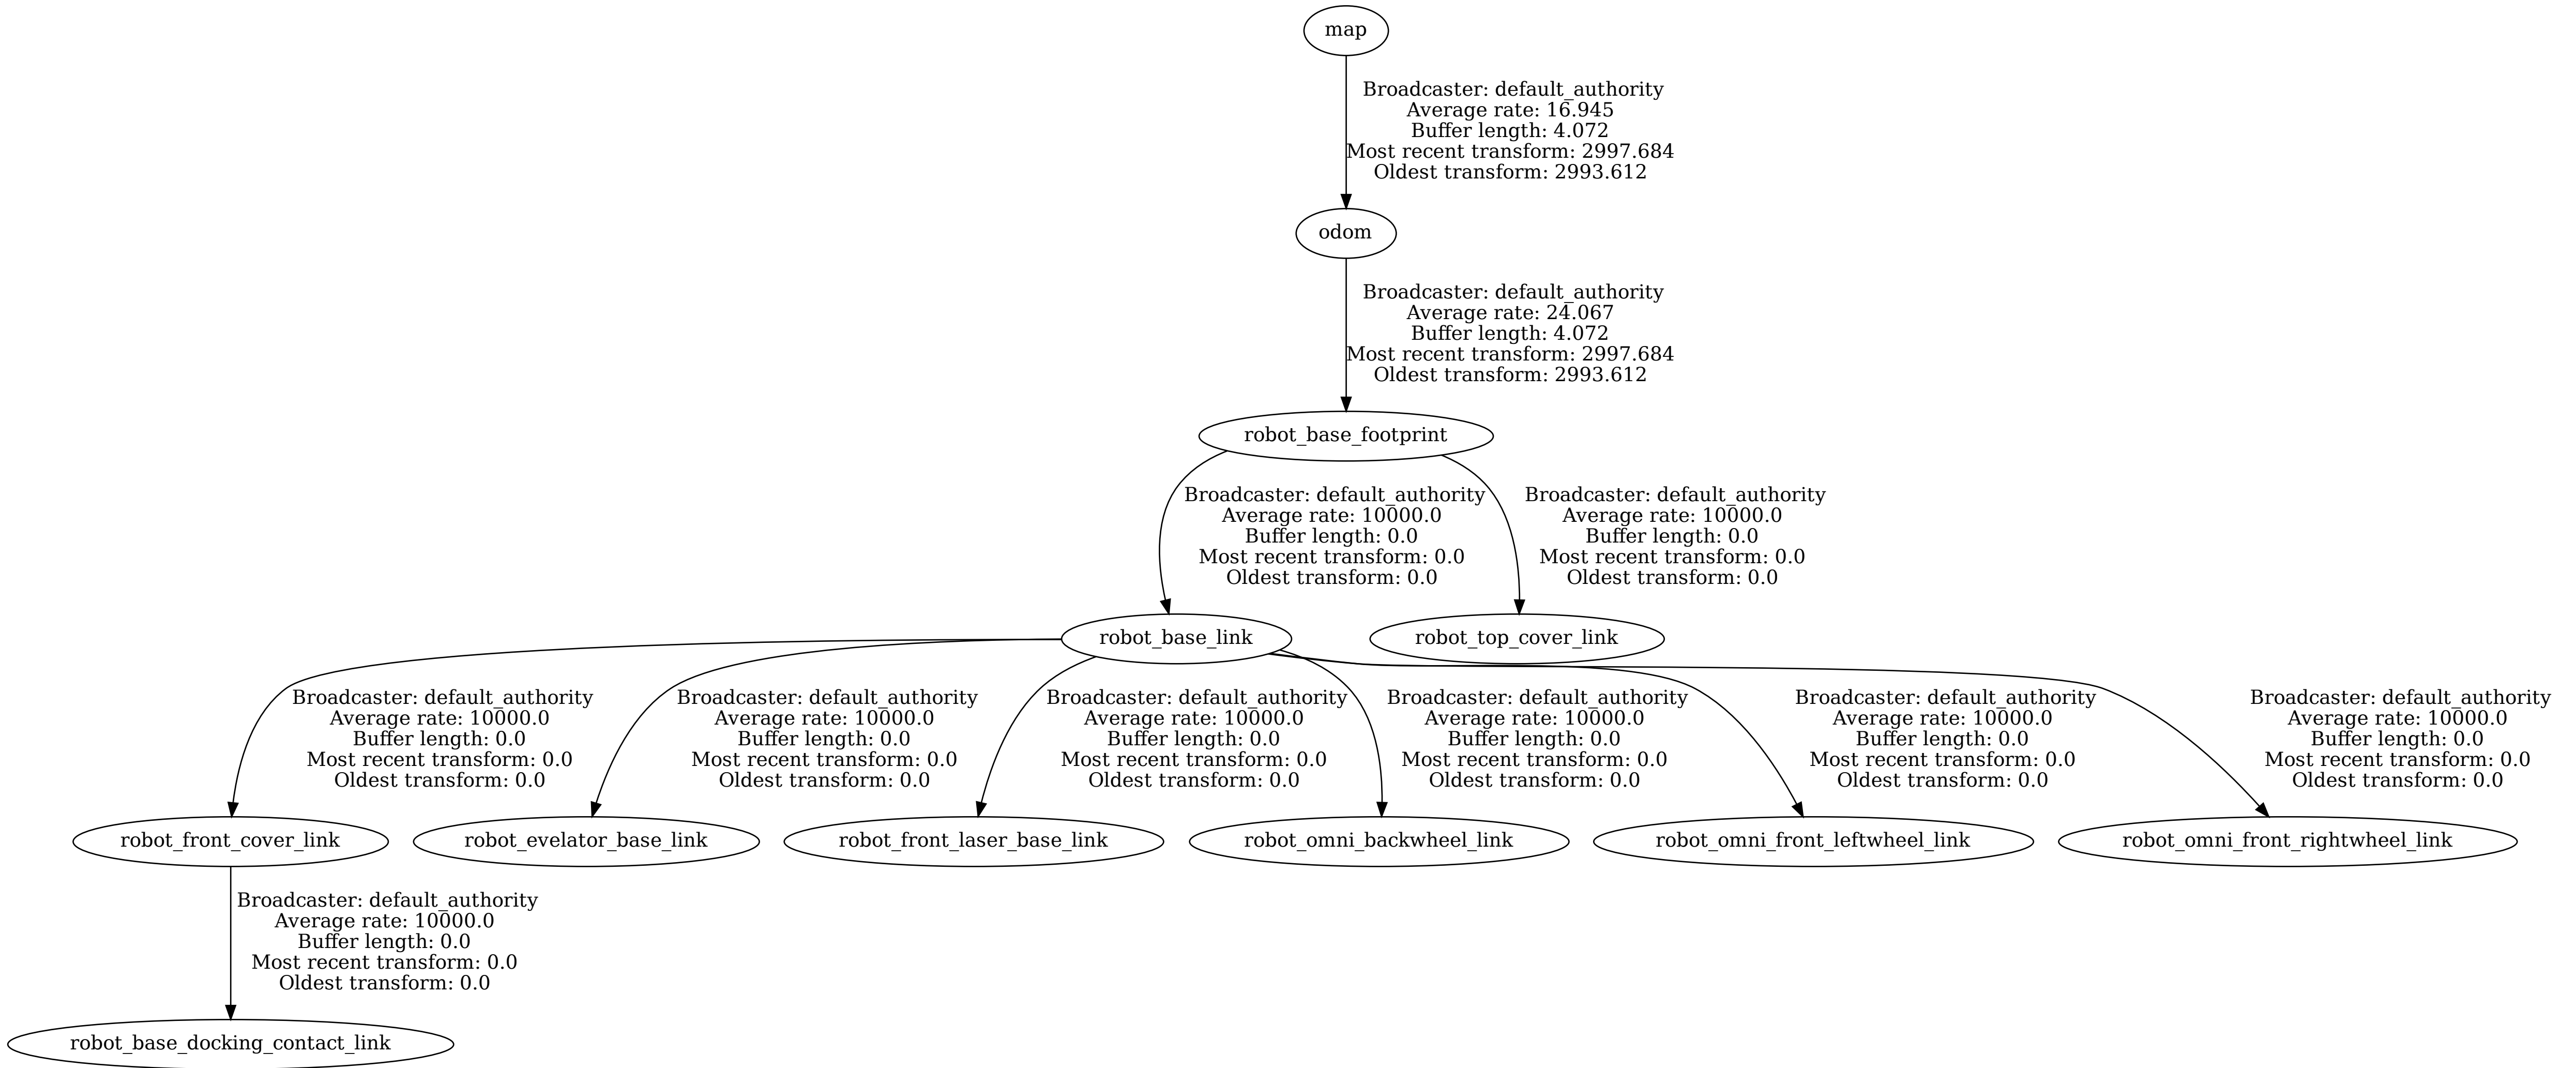 map
Broadcaster: default_authority
Average rate: 16.945
Buffer length: 4.072
Most recent transform: 2997.684
Oldest transform: 2993.612
odom
Broadcaster: default_authority
Average rate: 24.067
Buffer length: 4.072
Most recent transform: 2997.684
Oldest transform: 2993.612
robot_base_footprint
Broadcaster: default_authority
Average rate: 10000.0
Buffer length: 0.0
Most recent transform: 0.0
Oldest transform: 0.0
Broadcaster: default_authority
Average rate: 10000.0
Buffer length: 0.0
Most recent transform: 0.0
Oldest transform: 0.0
robot_base_link
robot_top_cover_link
Broadcaster: default_authority
Average rate: 10000.0
Buffer length: 0.0
Most recent transform: 0.0
Oldest transform: 0.0
Broadcaster: default_authority
Average rate: 10000.0
Buffer length: 0.0
Most recent transform: 0.0
Oldest transform: 0.0
Broadcaster: default_authority
Average rate: 10000.0
Buffer length: 0.0
Most recent transform: 0.0
Oldest transform: 0.0
Broadcaster: default_authority
Average rate: 10000.0
Buffer length: 0.0
Most recent transform: 0.0
Oldest transform: 0.0
Broadcaster: default_authority
Average rate: 10000.0
Buffer length: 0.0
Most recent transform: 0.0
Oldest transform: 0.0
Broadcaster: default_authority
Average rate: 10000.0
Buffer length: 0.0
Most recent transform: 0.0
Oldest transform: 0.0
robot_front_cover_link
robot_evelator_base_link
robot_front_laser_base_link
robot_omni_backwheel_link
robot_omni_front_leftwheel_link
robot_omni_front_rightwheel_link
Broadcaster: default_authority
Average rate: 10000.0
Buffer length: 0.0
Most recent transform: 0.0
Oldest transform: 0.0
robot_base_docking_contact_link